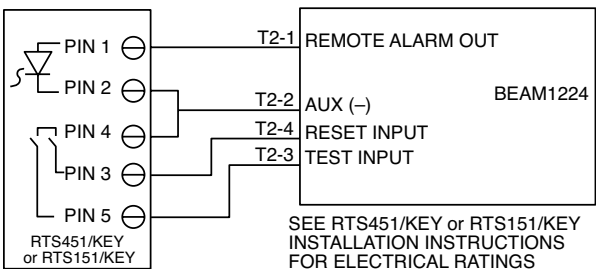 PIN 1
PIN 2
PIN 4
PIN 3
PIN 5
RTS451/KEY
or RTS151/KEY
T2-1
T2-2
T2-4
T2-3
REMOTE ALARM OUT
BEAM1224
AUX (–)
RESET INPUT
TEST INPUT
SEE RTS451/KEY or RTS151/KEY
INSTALLATION INSTRUCTIONS
FOR ELECTRICAL RATINGS